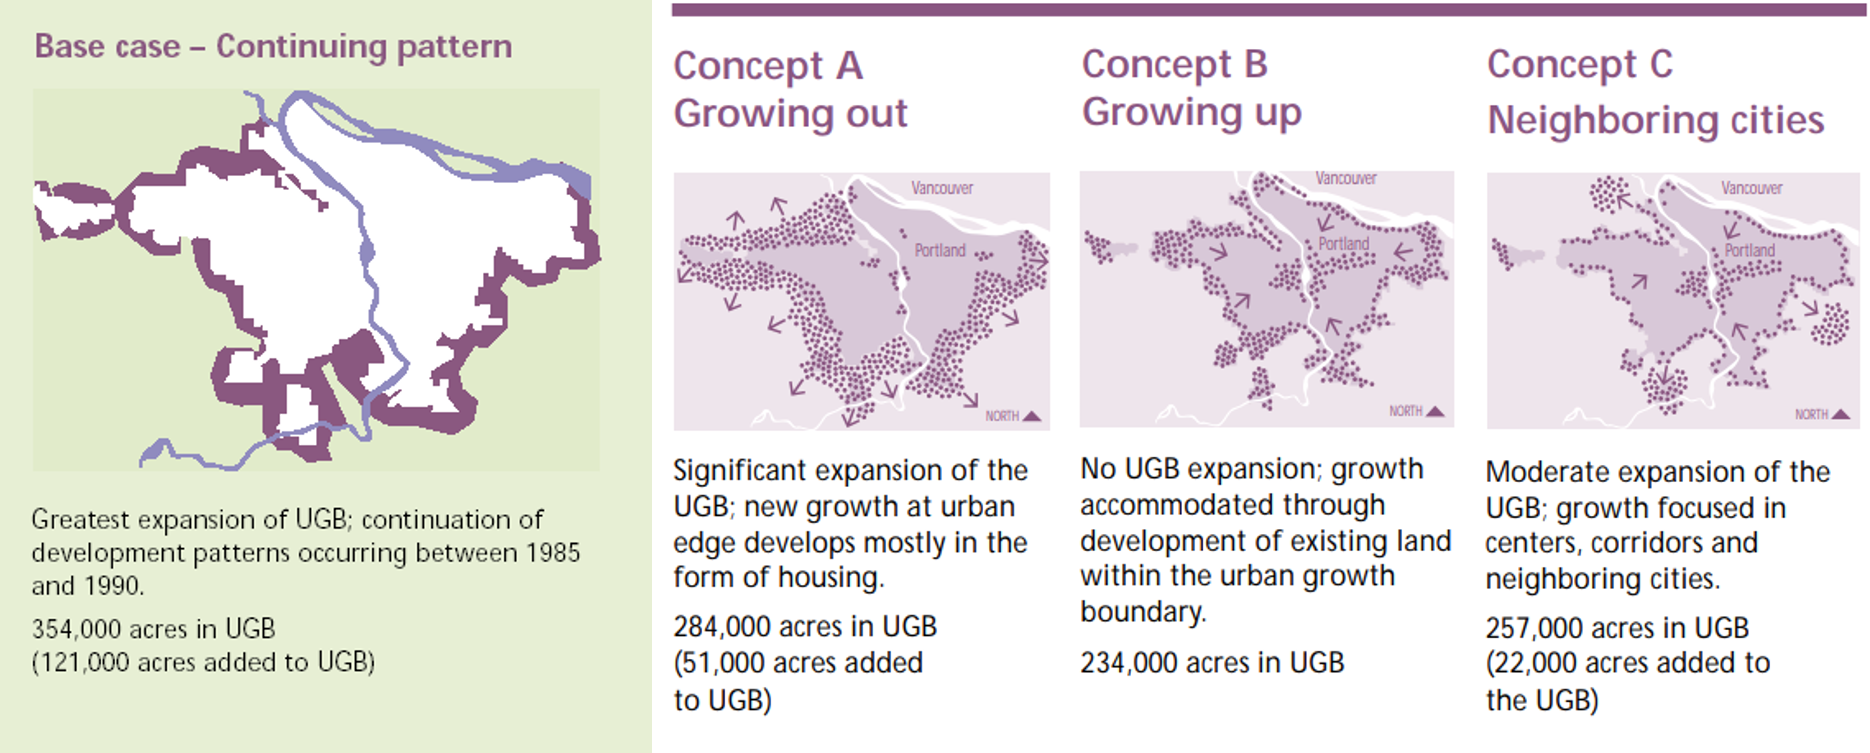 Base case – Continuing pattern
Greatest expansion of UGB; continuation of
development patterns occurring between 1985
and 1990.
354,000 acres in UGB
(121,000 acres added to UGB)
Concept A
Growing out
Vancouver
Portland
NORTH
Significant expansion of the
UGB; new growth at urban
edge develops mostly in the
form of housing.
284,000 acres in UGB
(51,000 acres added
to UGB)
Concept B
Growing up
Vancouver
Portland
NORTH
No UGB expansion; growth
accommodated through
development of existing land
within the urban growth
boundary.
234,000 acres in UGB
Concept C
Neighboring cities
Vancouver
Portland
NORTH
Moderate expansion of the
UGB; growth focused in
centers, corridors and
neighboring cities.
257,000 acres in UGB
(22,000 acres added to
the UGB)